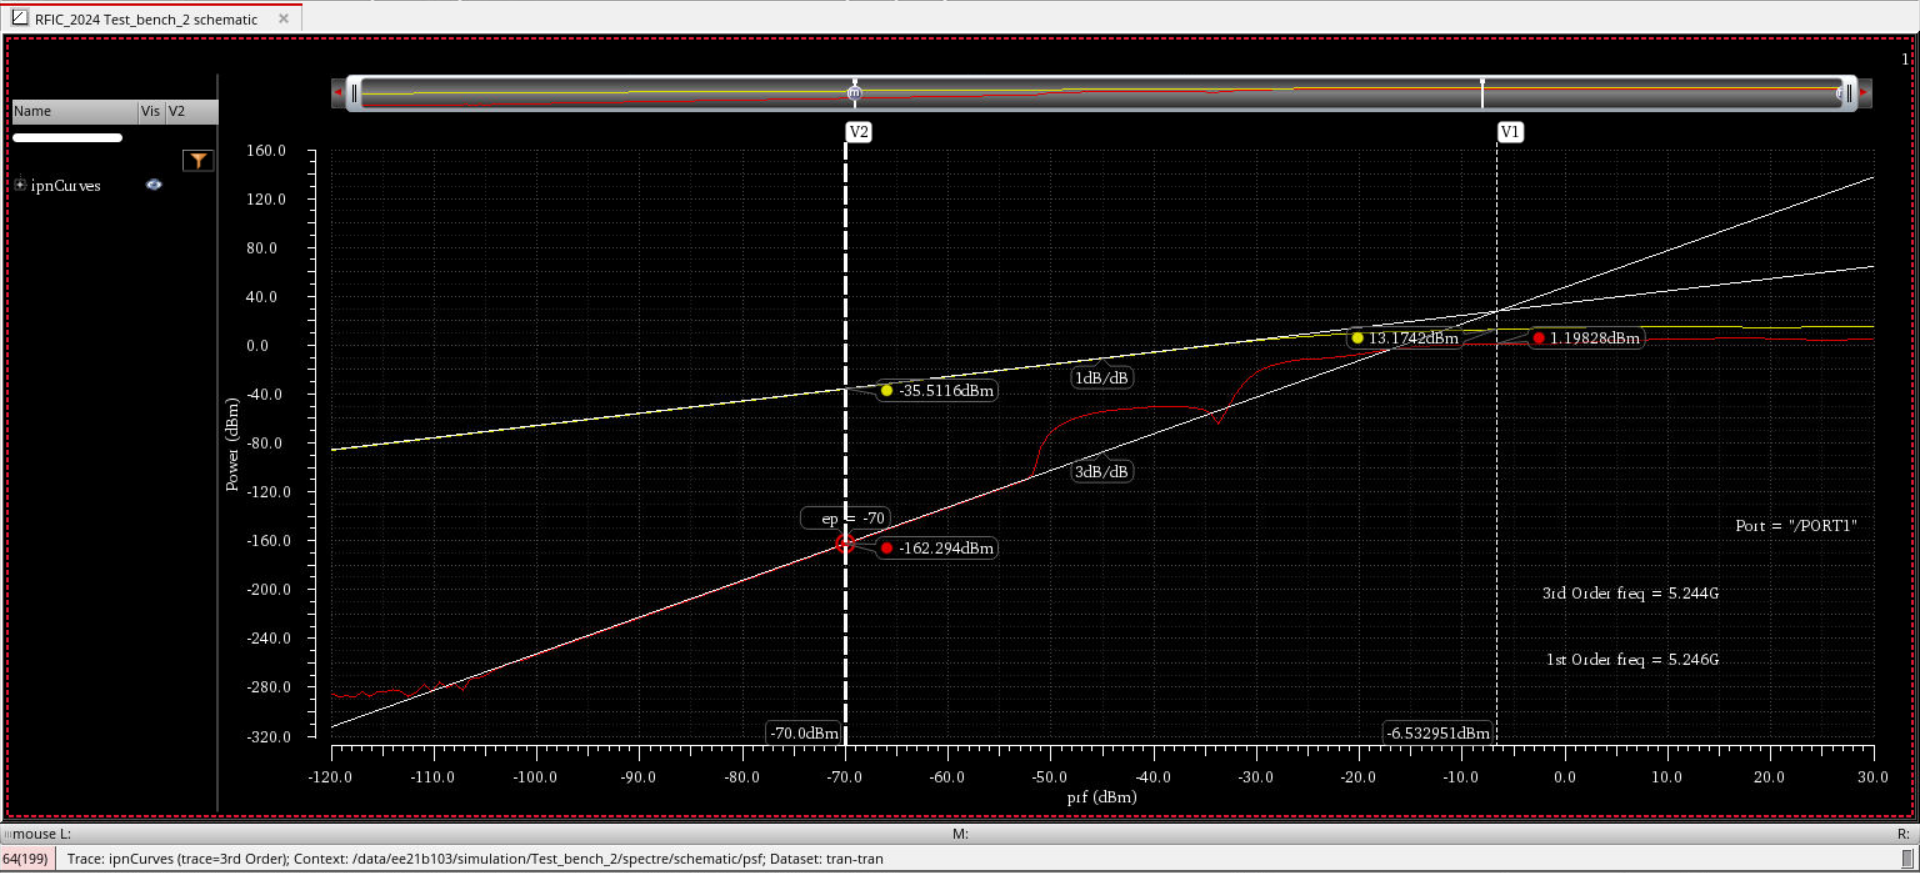 RFIC_2024 Test_bench_2 schematic
1
Name Vis V2
ipnCurves
V2
V1
160.0
120.0
80.0
40.0
0.0
-40.0
-80.0
-120.0
-160.0
-200.0
-240.0
-280.0
-320.0
Power (dBm)
13.1742dBm
1.19828dBm
1dB/dB
-35.5116dBm
3dB/dB
ep = -70
-162.294dBm
Port = "/PORT1"
3rd Order freq = 5.244G
1st Order freq = 5.246G
-70.0dBm
-6.532951dBm
-120.0 -110.0 -100.0 -90.0 -80.0 -70.0 -60.0 -50.0 -40.0 -30.0 -20.0 -10.0 0.0 10.0 20.0 30.0
prf (dBm)
mouse L: M: R:
64(199) Trace: ipnCurves (trace=3rd Order); Context: /data/ee21b103/simulation/Test_bench_2/spectre/schematic/psf; Dataset: tran-tran